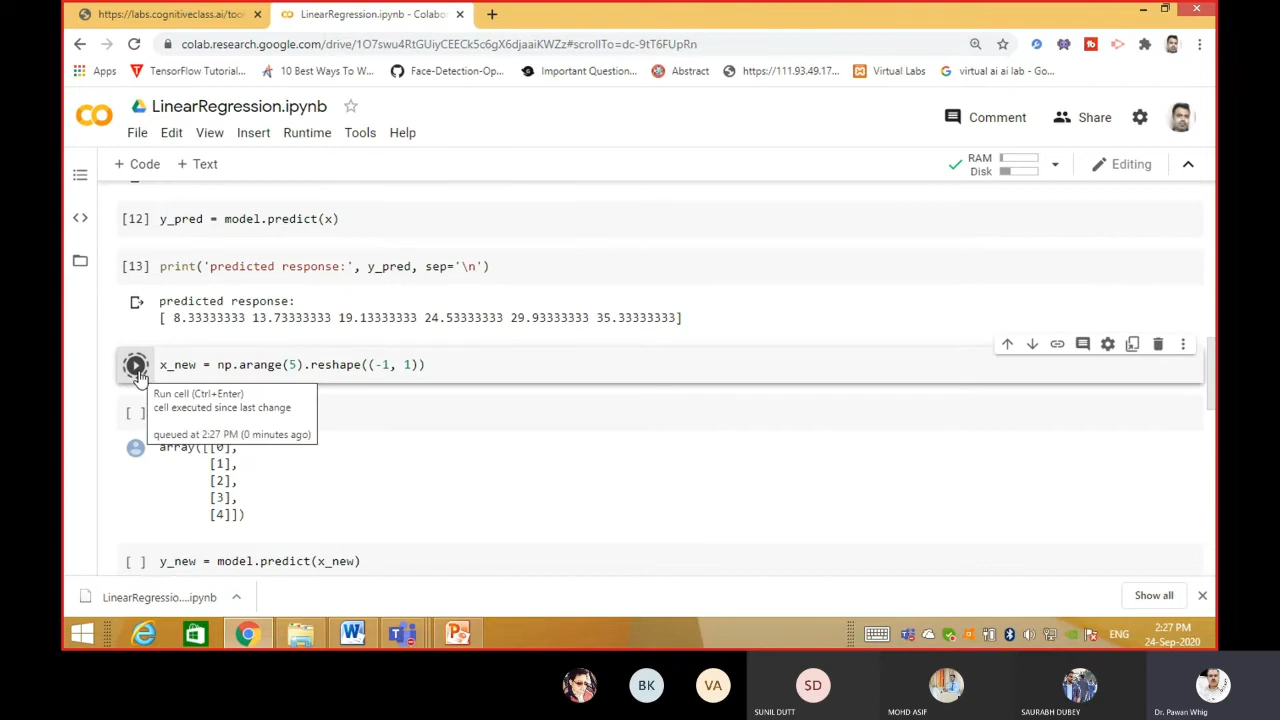 https://labs.cognitiveclass.ai/too
LinearRegression.ipynb - Colabo
colab.research.google.com/drive/1O7swu4RtGUiyCEECk5c6gX6djaaiKWZz#scrollTo=dc-9tT6FUpRn
Apps
TensorFlow Tutorial...
10 Best Ways To W...
Face-Detection-Op...
Important Question...
Abstract
https://111.93.49.17...
Virtual Labs
virtual ai ai lab - Go...
LinearRegression.ipynb
Comment
Share
File Edit View Insert Runtime Tools Help
+ Code + Text
RAM
Disk
Editing
[12] y_pred = model.predict(x)
[13] print('predicted response:', y_pred, sep='\n')
predicted response:
[ 8.33333333 13.73333333 19.13333333 24.53333333 29.93333333 35.33333333]
x_new = np.arange(5).reshape((-1, 1))
Run cell (Ctrl+Enter)
cell executed since last change
queued at 2:27 PM (0 minutes ago)
[ ]
array([[0],
[1],
[2],
[3],
[4]])
[ ] y_new = model.predict(x_new)
LinearRegressio....ipynb
Show all
ENG
2:27 PM
24-Sep-2020
BK
VA
SD
SUNIL DUTT
MOHD ASIF
SAURABH DUBEY
Dr. Pawan Whig